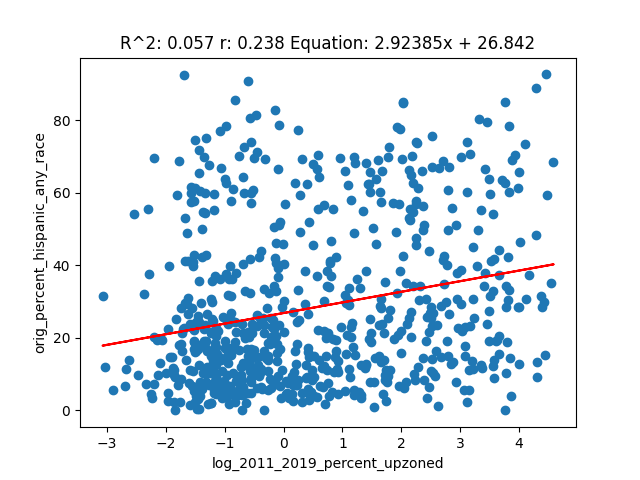 R^2: 0.057 r: 0.238 Equation: 2.92385x + 26.842
orig_percent_hispanic_any_race
80
60
40
20
0
−3 −2 −1 0 1 2 3 4
log_2011_2019_percent_upzoned